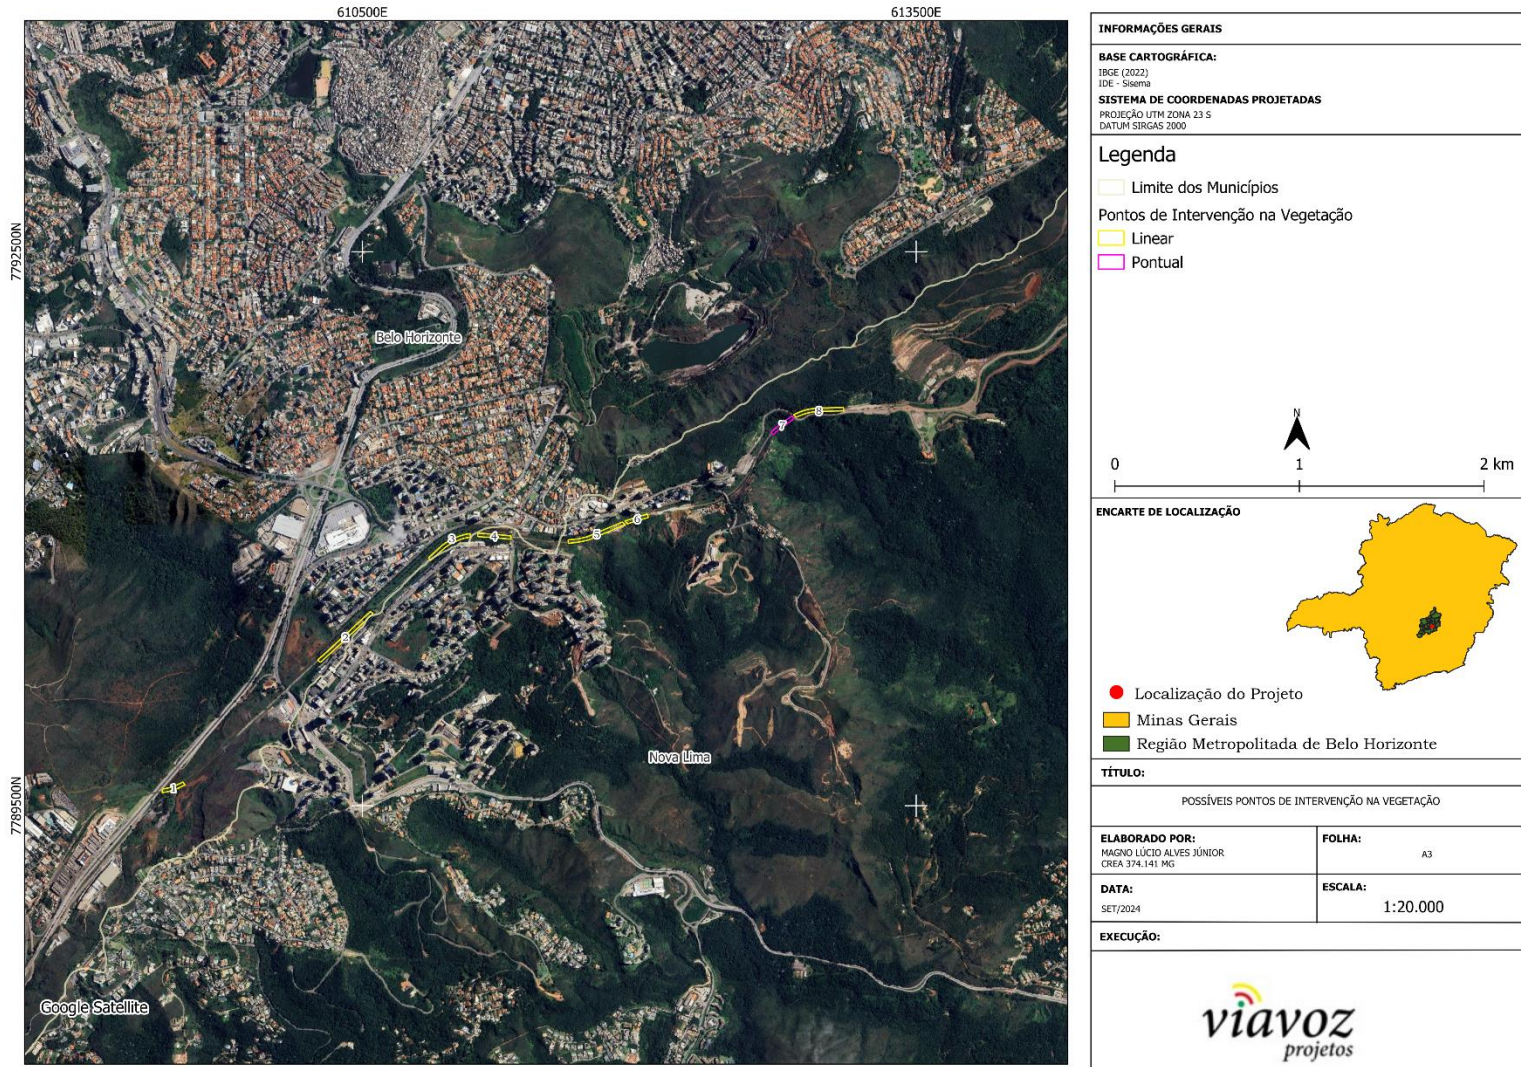 610500E
613500E
7792500N
7789500N
Belo Horizonte
Nova Lima
1
2
3
4
5
6
7
8
Google Satellite
INFORMAÇÕES GERAIS
BASE CARTOGRÁFICA:
IBGE (2022)
IDE - Sisema
SISTEMA DE COORDENADAS PROJETADAS
PROJEÇÃO UTM ZONA 23 S
DATUM SIRGAS 2000
Legenda
Limite dos Municípios
Pontos de Intervenção na Vegetação
Linear
Pontual
N
0 1 2 km
ENCARTE DE LOCALIZAÇÃO
Localização do Projeto
Minas Gerais
Região Metropolitada de Belo Horizonte
TÍTULO:
POSSÍVEIS PONTOS DE INTERVENÇÃO NA VEGETAÇÃO
ELABORADO POR:
MAGNO LÚCIO ALVES JÚNIOR
CREA 374.141 MG
FOLHA:
A3
DATA:
SET/2024
ESCALA:
1:20.000
EXECUÇÃO:
viavoz
projetos